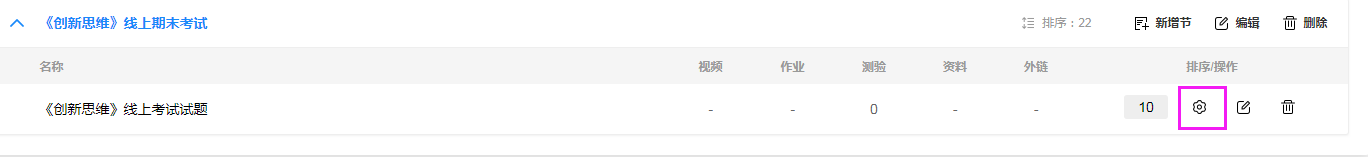 《创新思维》线上期末考试 排序：22 新增节 编辑 删除
名称 视频 作业 测验 资料 外链 排序/操作
《创新思维》线上考试试题 - - 0 - - 10